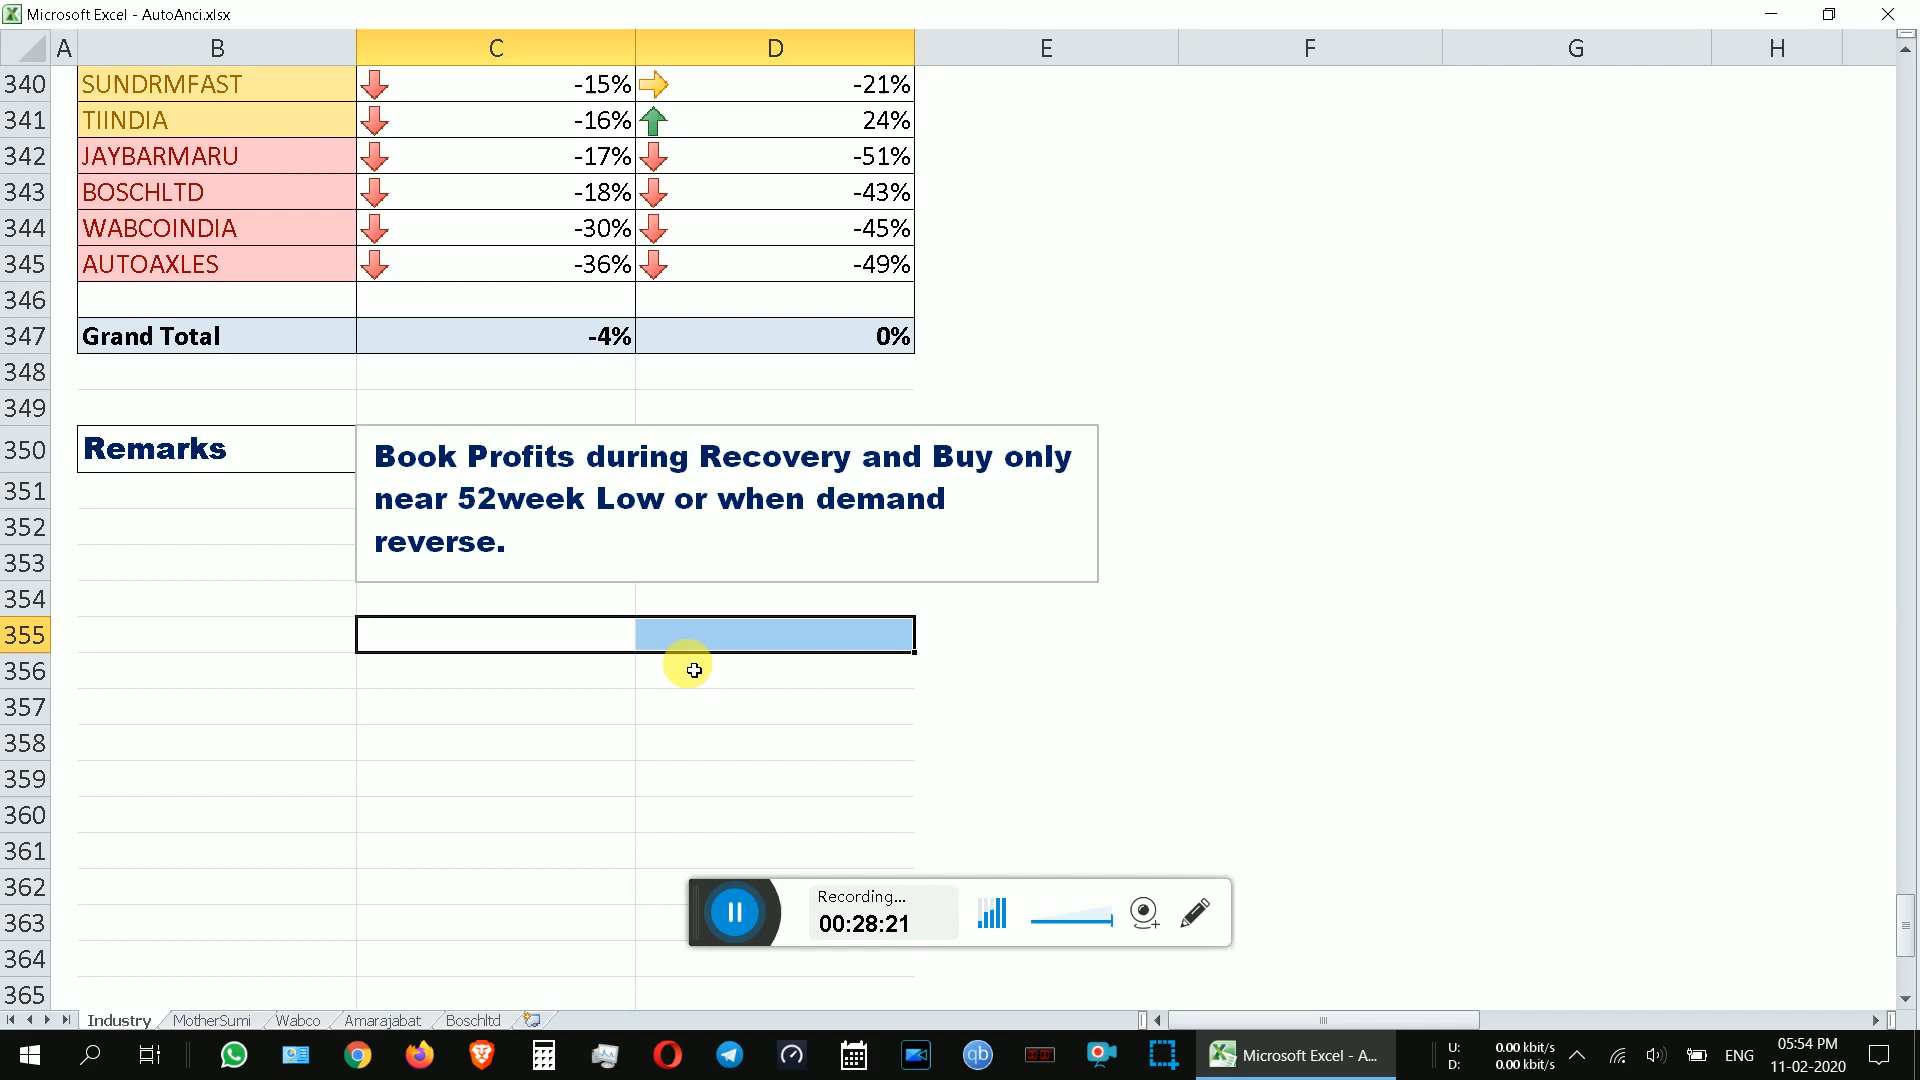 Microsoft Excel - AutoAnci.xlsx
A B C D E F G H
340 SUNDRMFAST -15% -21%
341 TIINDIA -16% 24%
342 JAYBARMARU -17% -51%
343 BOSCHLTD -18% -43%
344 WABCOINDIA -30% -45%
345 AUTOAXLES -36% -49%
346
347 Grand Total -4% 0%
348
349
350 Remarks
Book Profits during Recovery and Buy only
near 52week Low or when demand
reverse.
351
352
353
354
355
356
357
358
359
360
361
362
363
364
365
Recording...
00:28:21
Industry MotherSumi Wabco Amarajabat Boschltd
qb
Microsoft Excel - A...
U: 0.00 kbit/s
D: 0.00 kbit/s
ENG
05:54 PM
11-02-2020